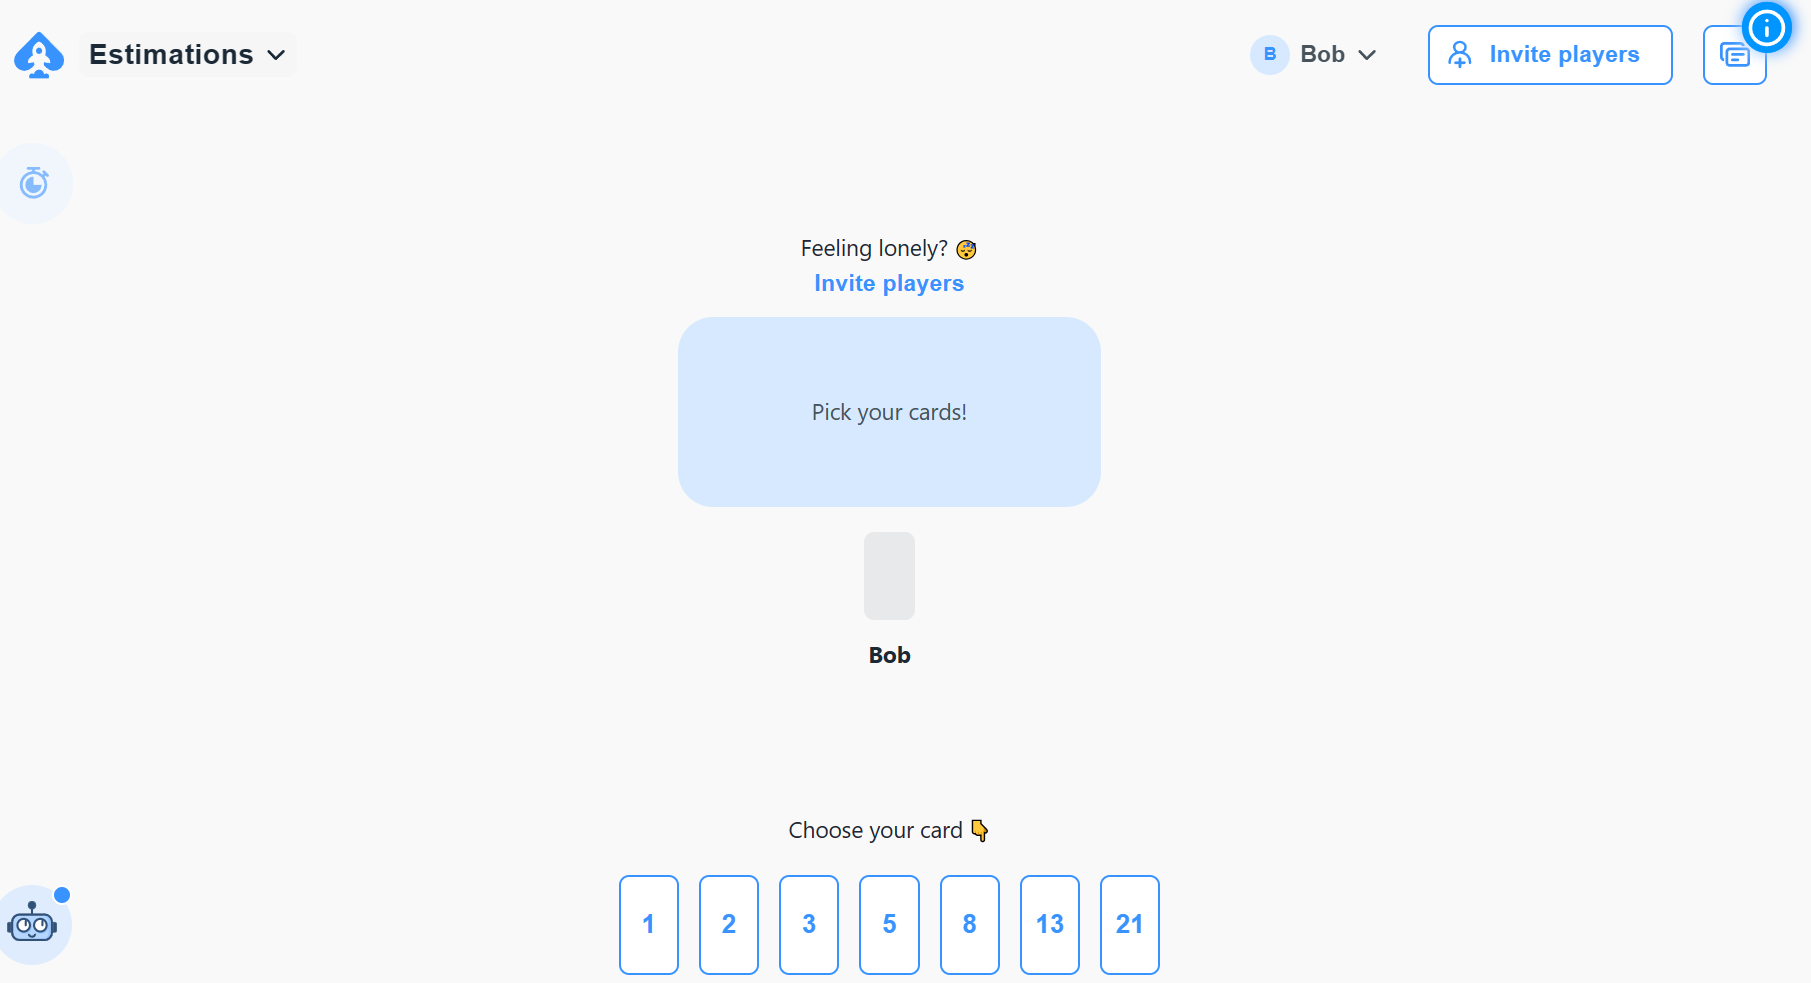 Estimations
B
Bob
Invite players
Feeling lonely? 😴
Invite players
Pick your cards!
Bob
Choose your card 👇
1
2
3
5
8
13
21